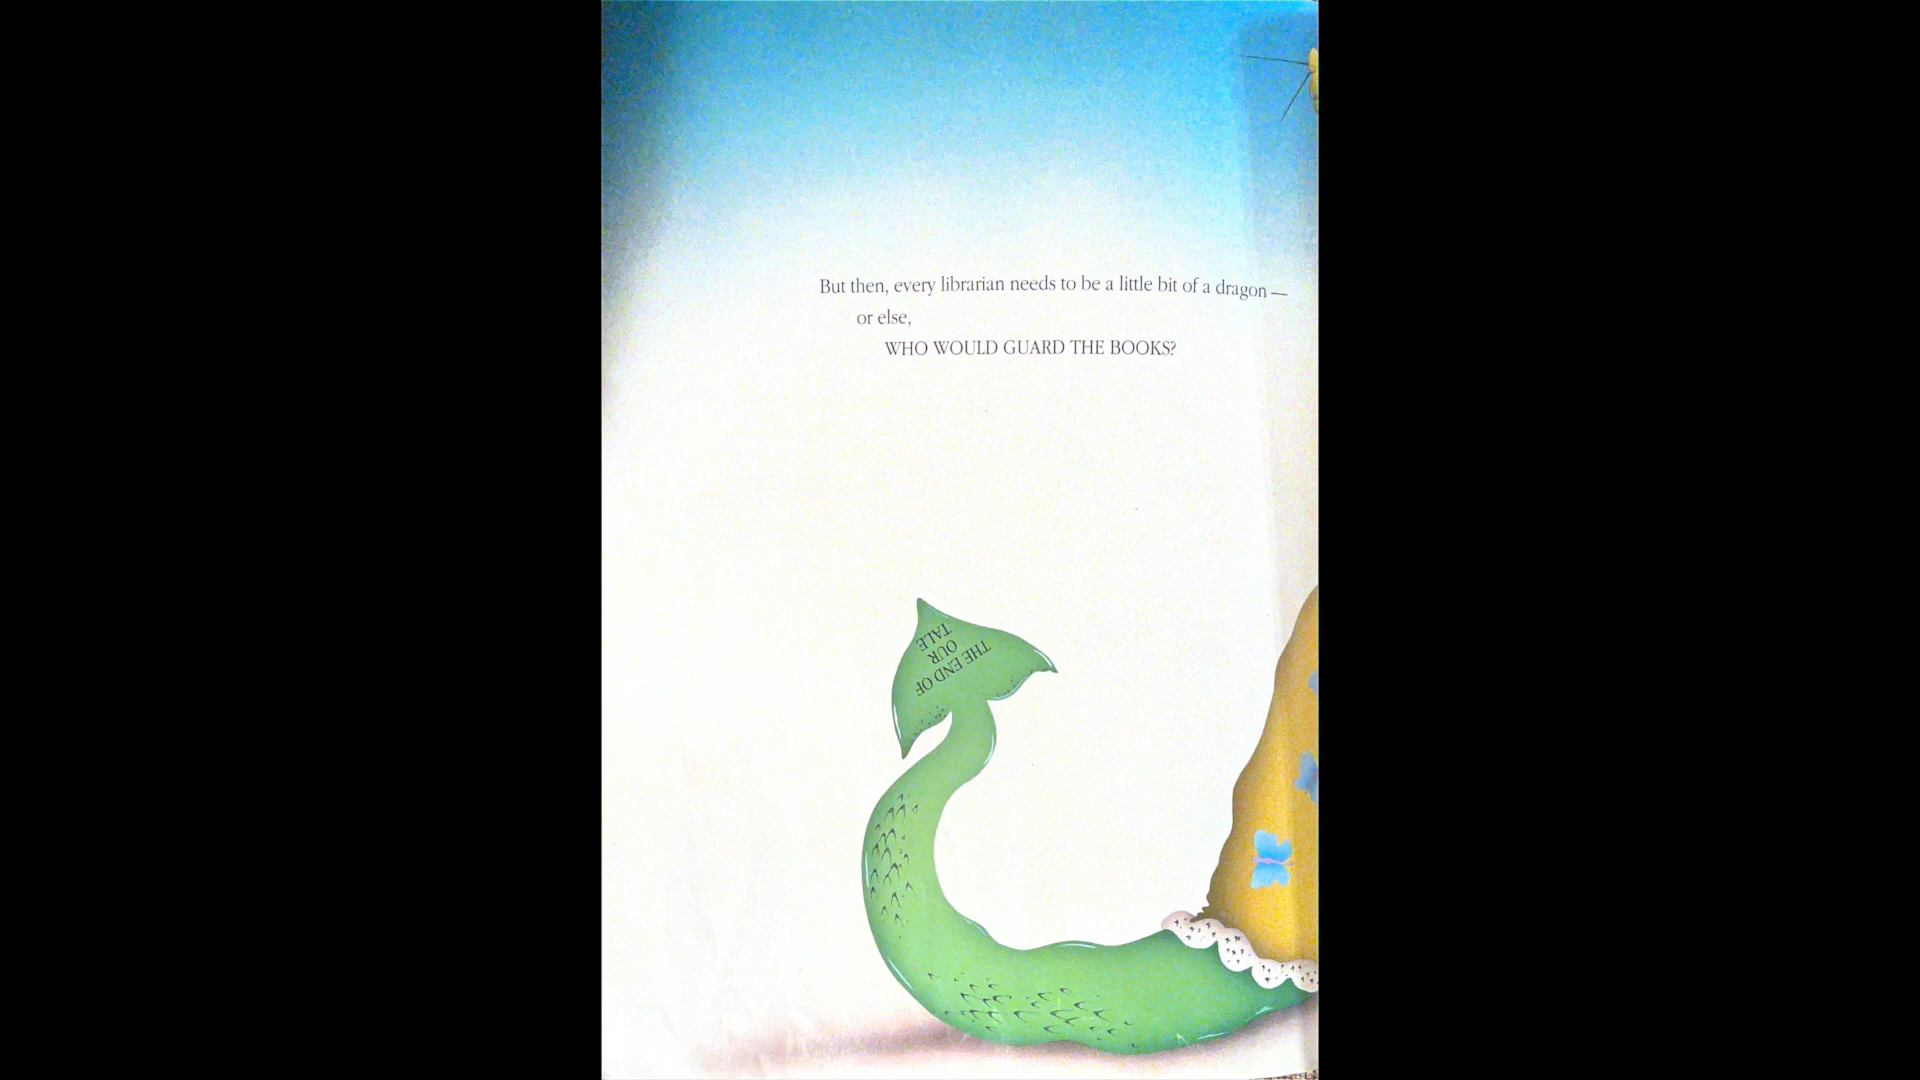 But then, every librarian needs to be a little bit of a dragon —
or else,
WHO WOULD GUARD THE BOOKS?
THE END OF
OUR
TALE